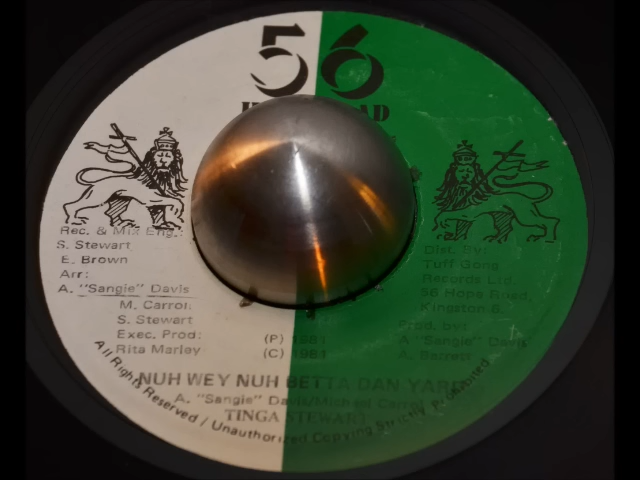 56
Rec. & Mix Eng.:
S. Stewart
E. Brown
Arr:
A. "Sangie" Davis
M. Carrol
S. Stewart
Exec. Prod:
Rita Marley
(P) 1981
(C) 1981
Dist. By:
Tuff Gong
Records Ltd.
56 Hope Road,
Kingston 6.
Prod. by:
A "Sangie" Davis
A. Barrett
NUH WEY NUH BETTA DAN YARD
A. "Sangie" Davis/Michael Carrol
TINGA STEWART
All Rights Reserved / Unauthorized Copying Strictly Prohibited